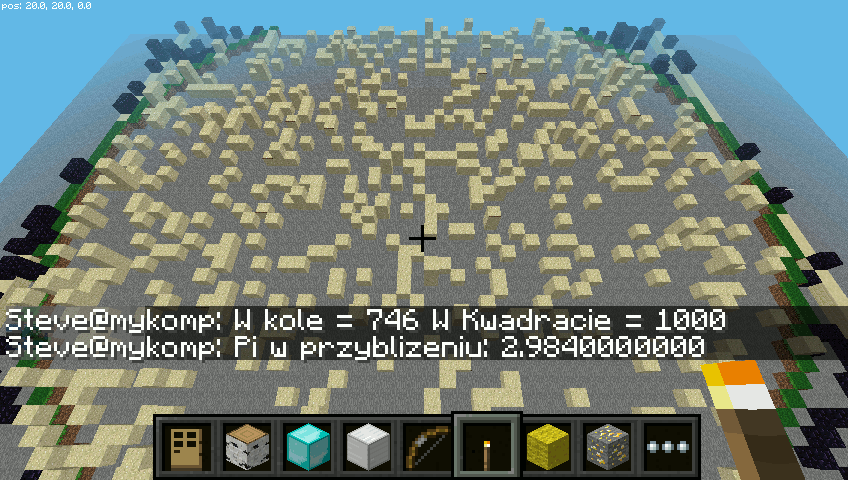 pos: 20.0, 20.0, 0.0
Steve@mykomp: W kole = 746 W Kwadracie = 1000
Steve@mykomp: Pi w przyblizeniu: 2.9840000000